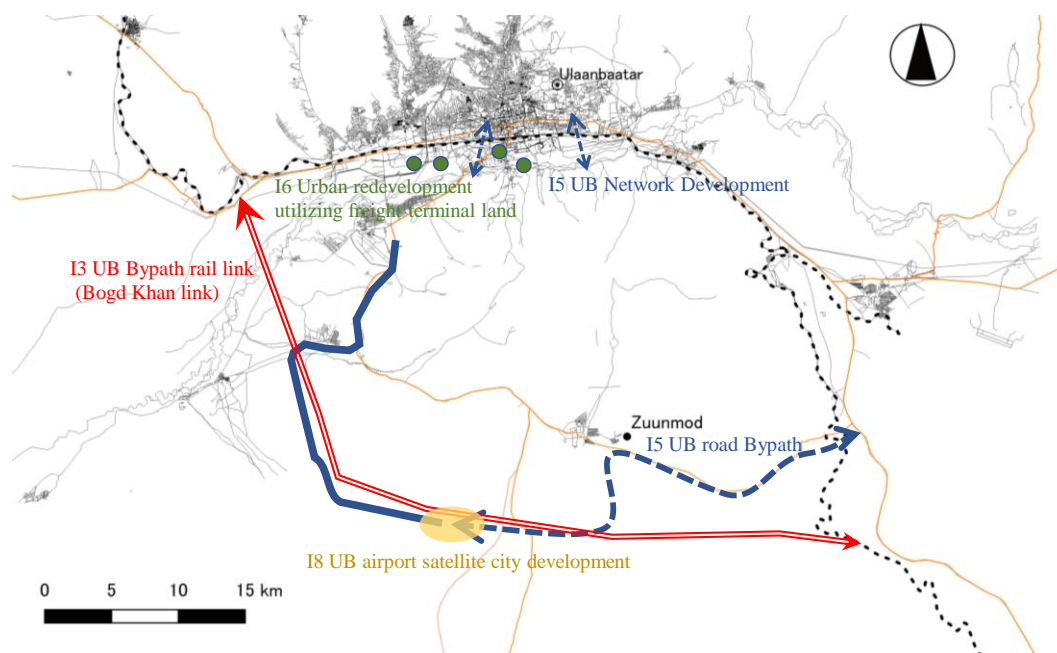 Ulaanbaatar
I6 Urban redevelopment
utilizing freight terminal land
I5 UB Network Development
I3 UB Bypath rail link
(Bogd Khan link)
Zuunmod
I5 UB road Bypath
I8 UB airport satellite city development
0 5 10 15 km